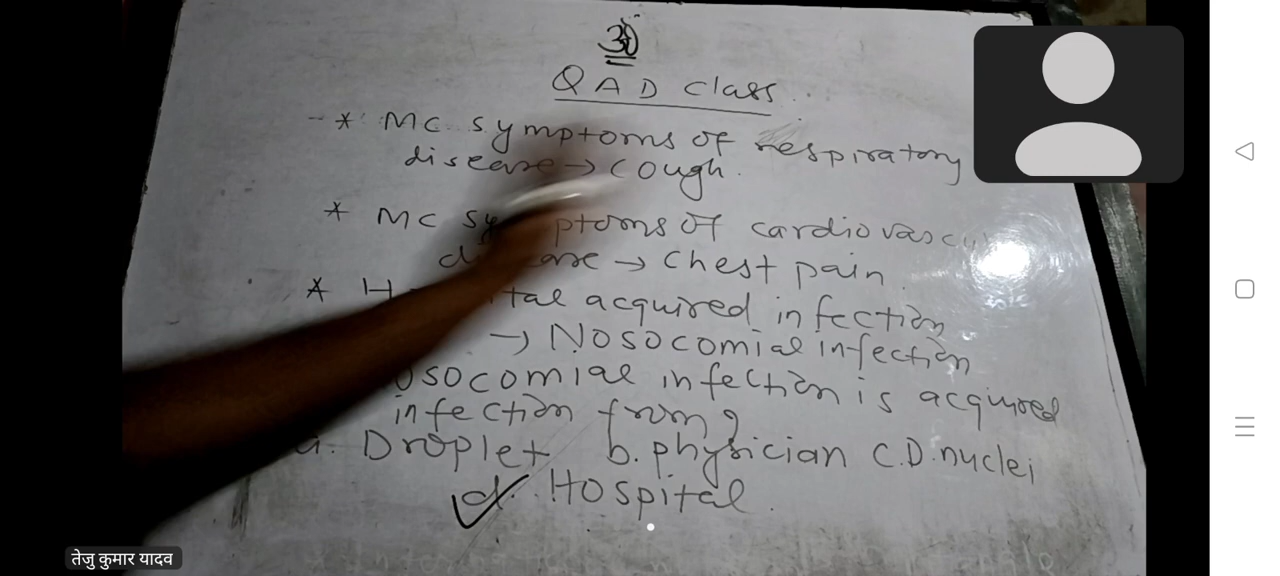 ॐ
QAD class
* Mc symptoms of respiratory
disease → cough.
* Mc sy ptoms of cardiovasc
disease → chest pain.
* H tal acquired infection
→ Nosocomial infection
osocomial infection is acquired
infection from?
a. Droplet b. physician C.D.nuclei
d. Hospital.
तेजु कुमार यादव